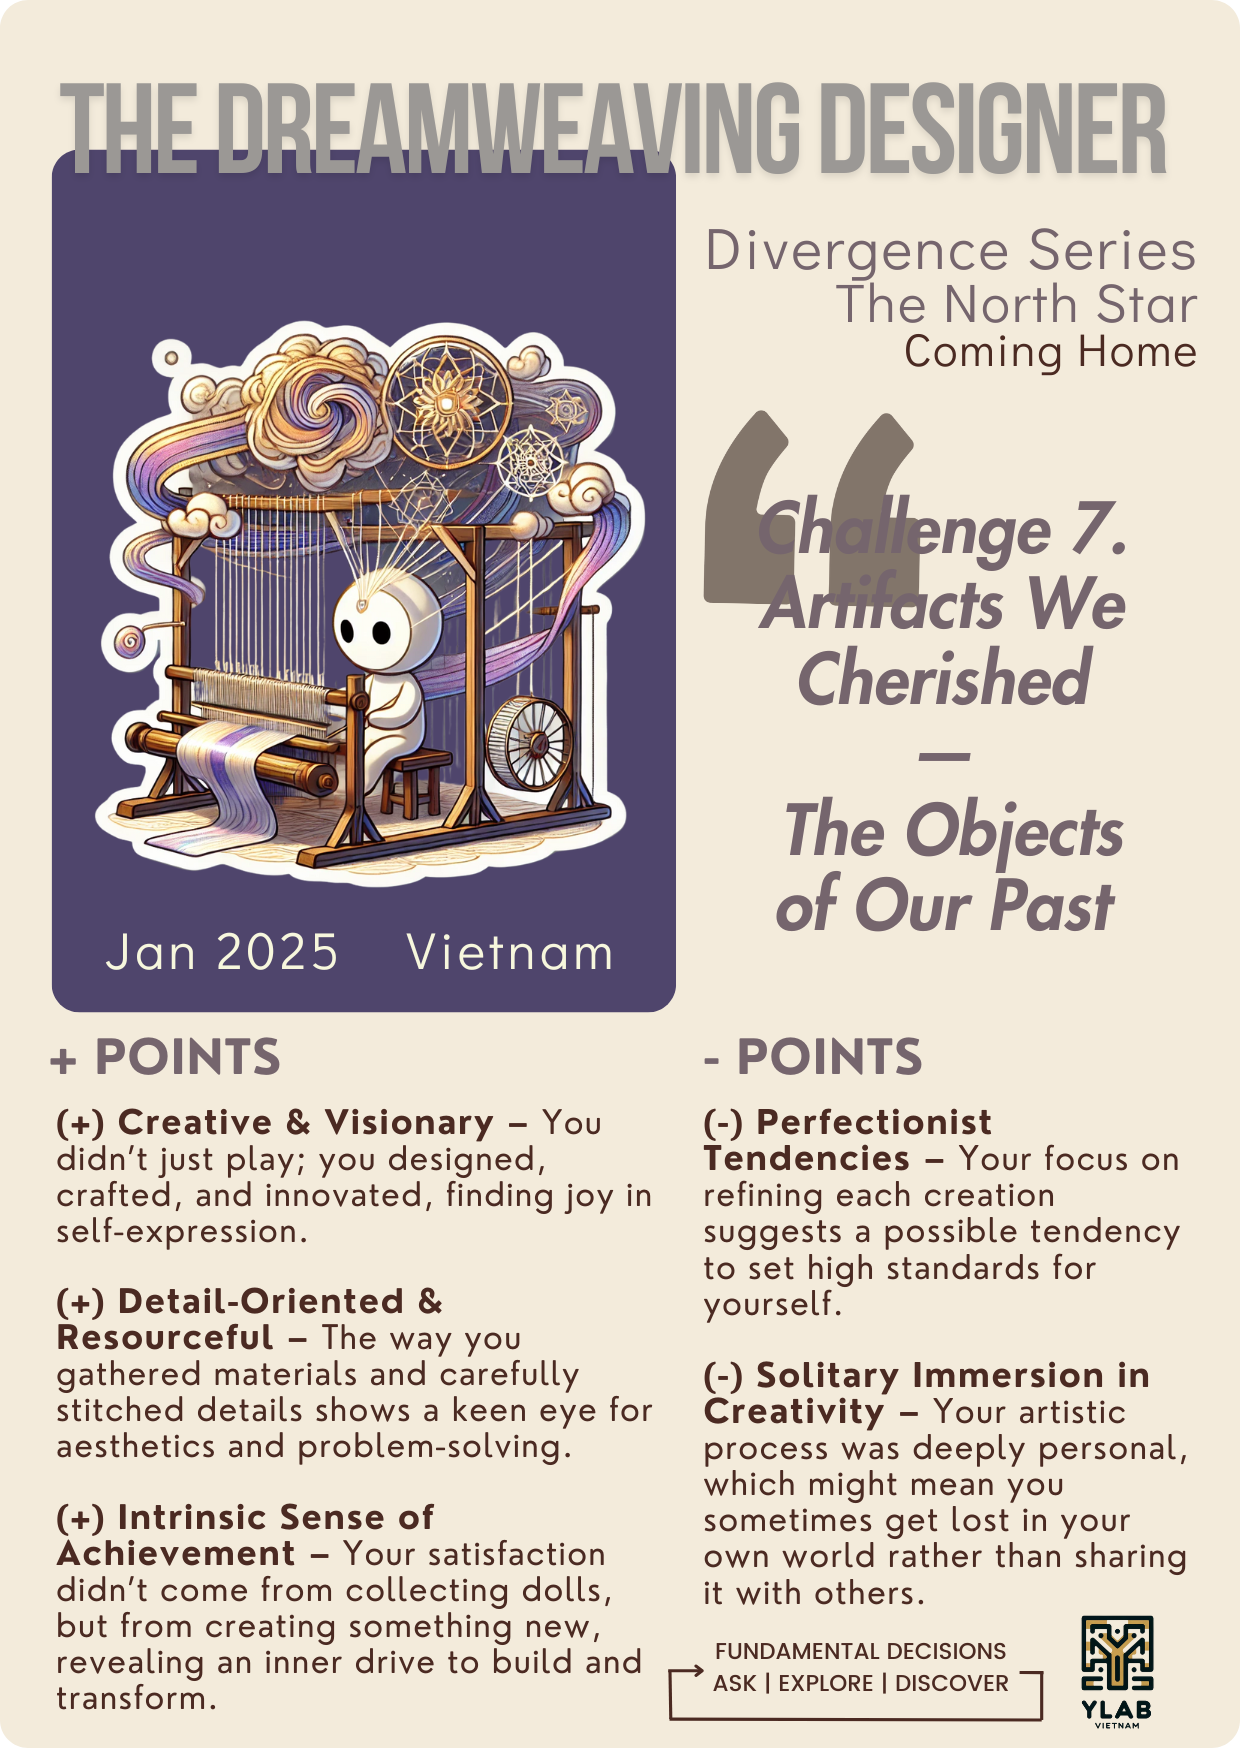 THE DREAMWEAVING DESIGNER
Divergence Series
The North Star
Coming Home
“
Challenge 7.
Artifacts We
Cherished
—
The Objects
of Our Past
Jan 2025 Vietnam
+ POINTS
(+) Creative & Visionary – You
didn’t just play; you designed,
crafted, and innovated, finding joy in
self-expression.
(+) Detail-Oriented &
Resourceful – The way you
gathered materials and carefully
stitched details shows a keen eye for
aesthetics and problem-solving.
(+) Intrinsic Sense of
Achievement – Your satisfaction
didn’t come from collecting dolls,
but from creating something new,
revealing an inner drive to build and
transform.
- POINTS
(-) Perfectionist
Tendencies – Your focus on
refining each creation
suggests a possible tendency
to set high standards for
yourself.
(-) Solitary Immersion in
Creativity – Your artistic
process was deeply personal,
which might mean you
sometimes get lost in your
own world rather than sharing
it with others.
FUNDAMENTAL DECISIONS
ASK | EXPLORE | DISCOVER
YLAB
VIETNAM